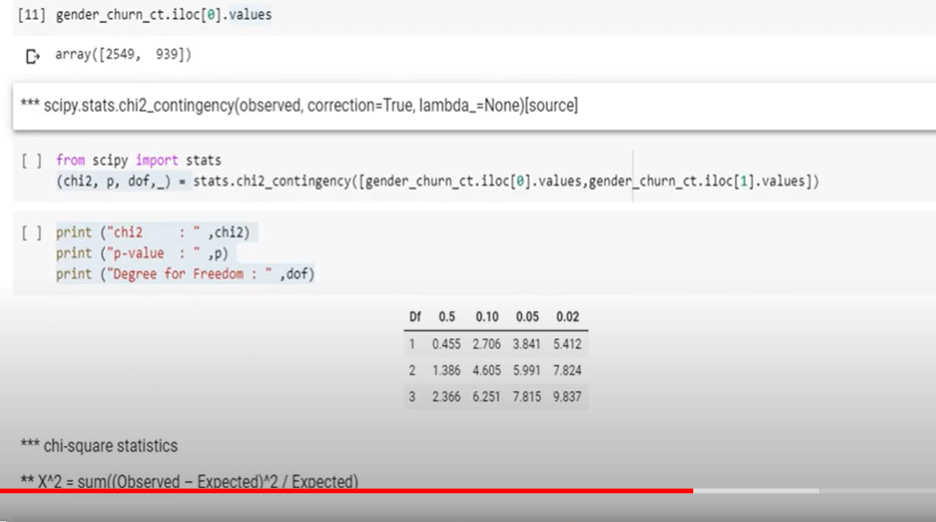 [11] gender_churn_ct.iloc[0].values
array([2549, 939])
*** scipy.stats.chi2_contingency(observed, correction=True, lambda_=None)[source]
[ ] from scipy import stats
(chi2, p, dof,_) = stats.chi2_contingency([gender_churn_ct.iloc[0].values,gender_churn_ct.iloc[1].values])
[ ] print ("chi2 : " ,chi2)
print ("p-value : " ,p)
print ("Degree for Freedom : " ,dof)
Df 0.5 0.10 0.05 0.02
1 0.455 2.706 3.841 5.412
2 1.386 4.605 5.991 7.824
3 2.366 6.251 7.815 9.837
*** chi-square statistics
** X^2 = sum((Observed – Expected)^2 / Expected)